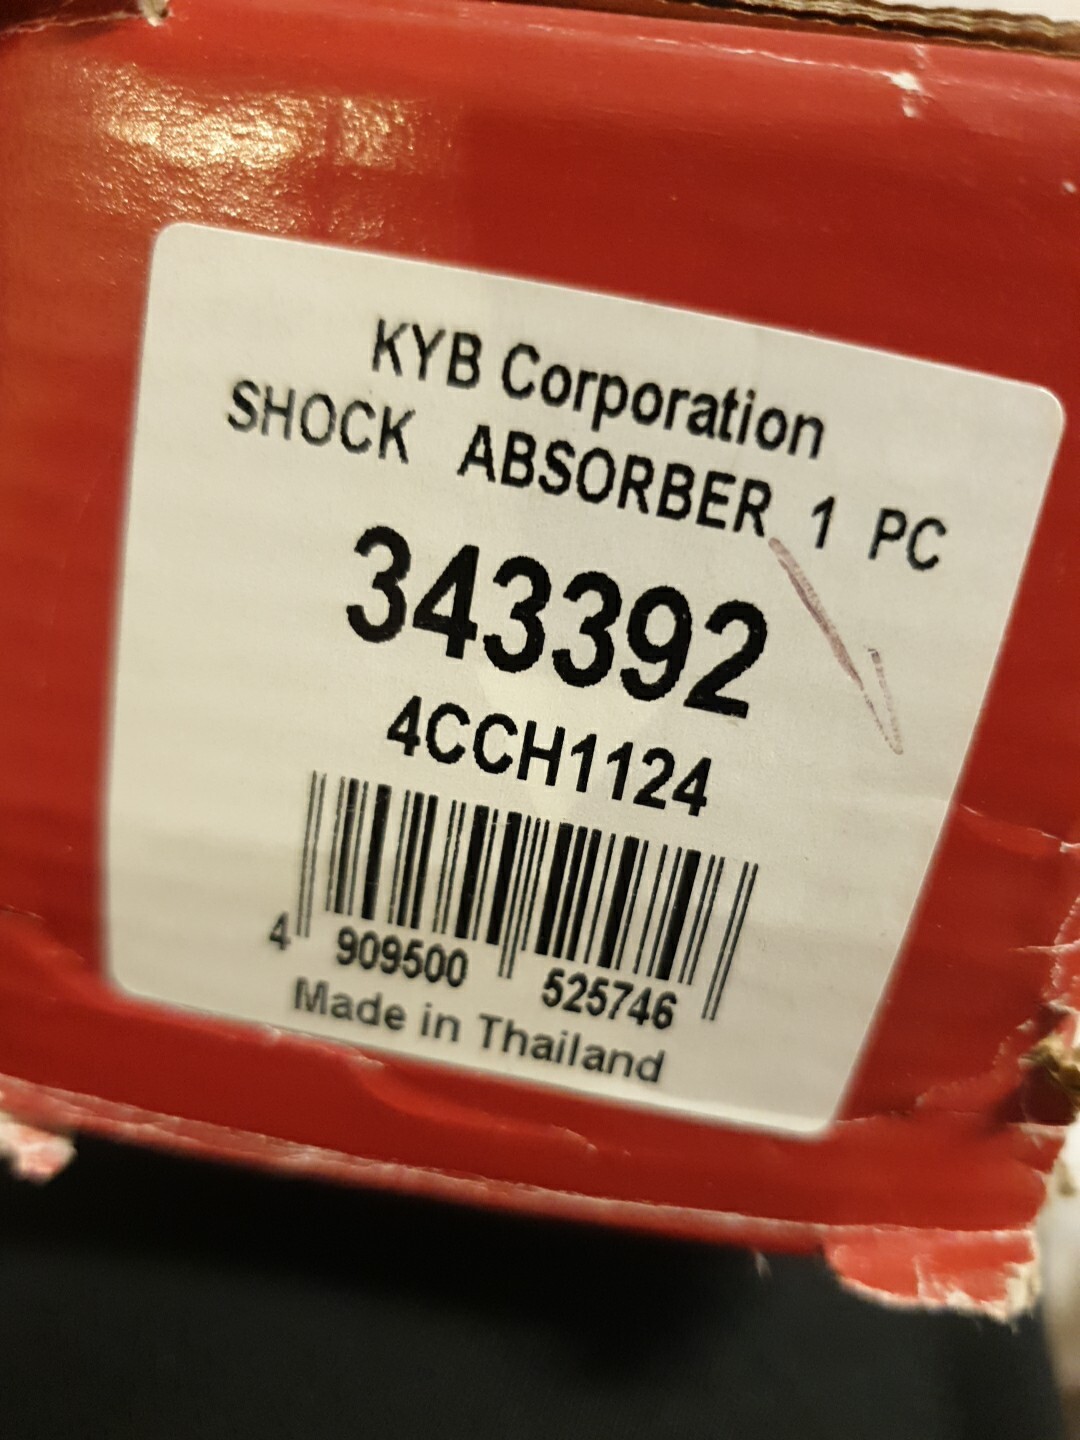 KYB Corporation
SHOCK ABSORBER 1 PC
343392
4CCH1124
4 909500 525746
Made in Thailand